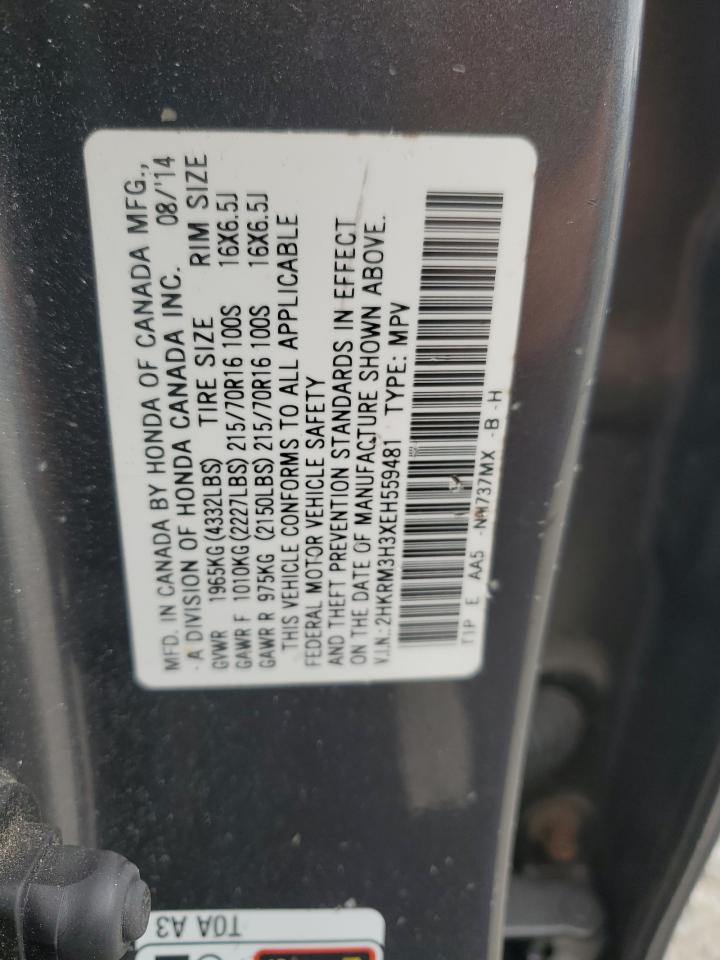 MFD. IN CANADA BY HONDA OF CANADA MFG.,
A DIVISION OF HONDA CANADA INC. 08/'14
GVWR 1965KG(4332LBS) TIRE SIZE RIM SIZE
GAWR F 1010KG(2227LBS) 215/70R16 100S 16X6.5J
GAWR R 975KG (2150LBS) 215/70R16 100S 16X6.5J
THIS VEHICLE CONFORMS TO ALL APPLICABLE
FEDERAL MOTOR VEHICLE SAFETY
AND THEFT PREVENTION STANDARDS IN EFFECT
ON THE DATE OF MANUFACTURE SHOWN ABOVE.
V.I.N.: 2HKRM3H3XEH559481 TYPE: MPV
E AA5 -NH737MX -B -H
T0A A3